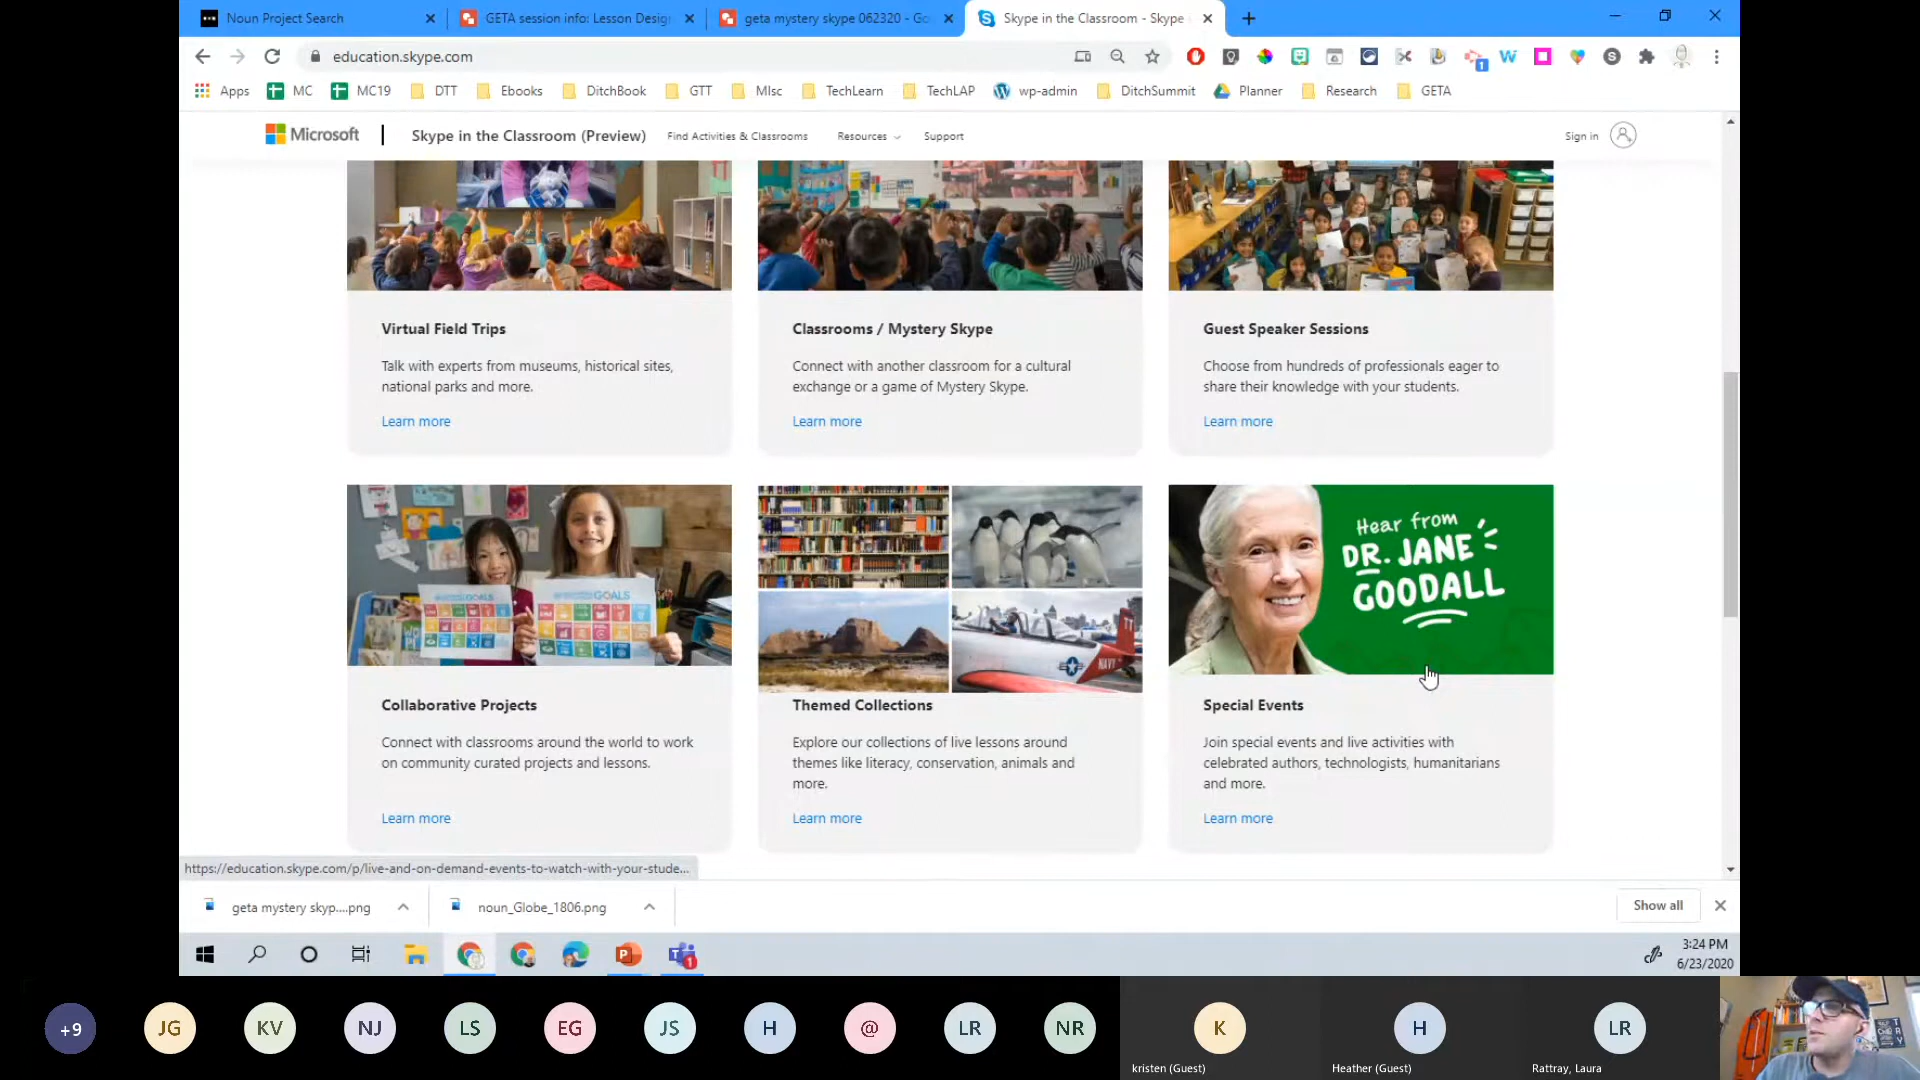 Noun Project Search
GETA session info: Lesson Design
geta mystery skype 062320 - Go
Skype in the Classroom - Skype
education.skype.com
1
Apps MC MC19 DTT Ebooks DitchBook GTT MIsc TechLearn TechLAP wp-admin DitchSummit Planner Research GETA
Microsoft
Skype in the Classroom (Preview)
Find Activities & Classrooms
Resources
Support
Sign in
Virtual Field Trips
Talk with experts from museums, historical sites,
national parks and more.
Learn more
Classrooms / Mystery Skype
Connect with another classroom for a cultural
exchange or a game of Mystery Skype.
Learn more
Guest Speaker Sessions
Choose from hundreds of professionals eager to
share their knowledge with your students.
Learn more
GOALS
GOALS
Collaborative Projects
Connect with classrooms around the world to work
on community curated projects and lessons.
Learn more
TT
NAVY
Themed Collections
Explore our collections of live lessons around
themes like literacy, conservation, animals and
more.
Learn more
Hear from
DR. JANE
GOODALL
Special Events
Join special events and live activities with
celebrated authors, technologists, humanitarians
and more.
Learn more
https://education.skype.com/p/live-and-on-demand-events-to-watch-with-your-stude...
geta mystery skyp....png
noun_Globe_1806.png
Show all
1
3:24 PM
6/23/2020
+9 JG KV NJ LS EG JS H @ LR NR K H LR
kristen (Guest)
Heather (Guest)
Rattray, Laura